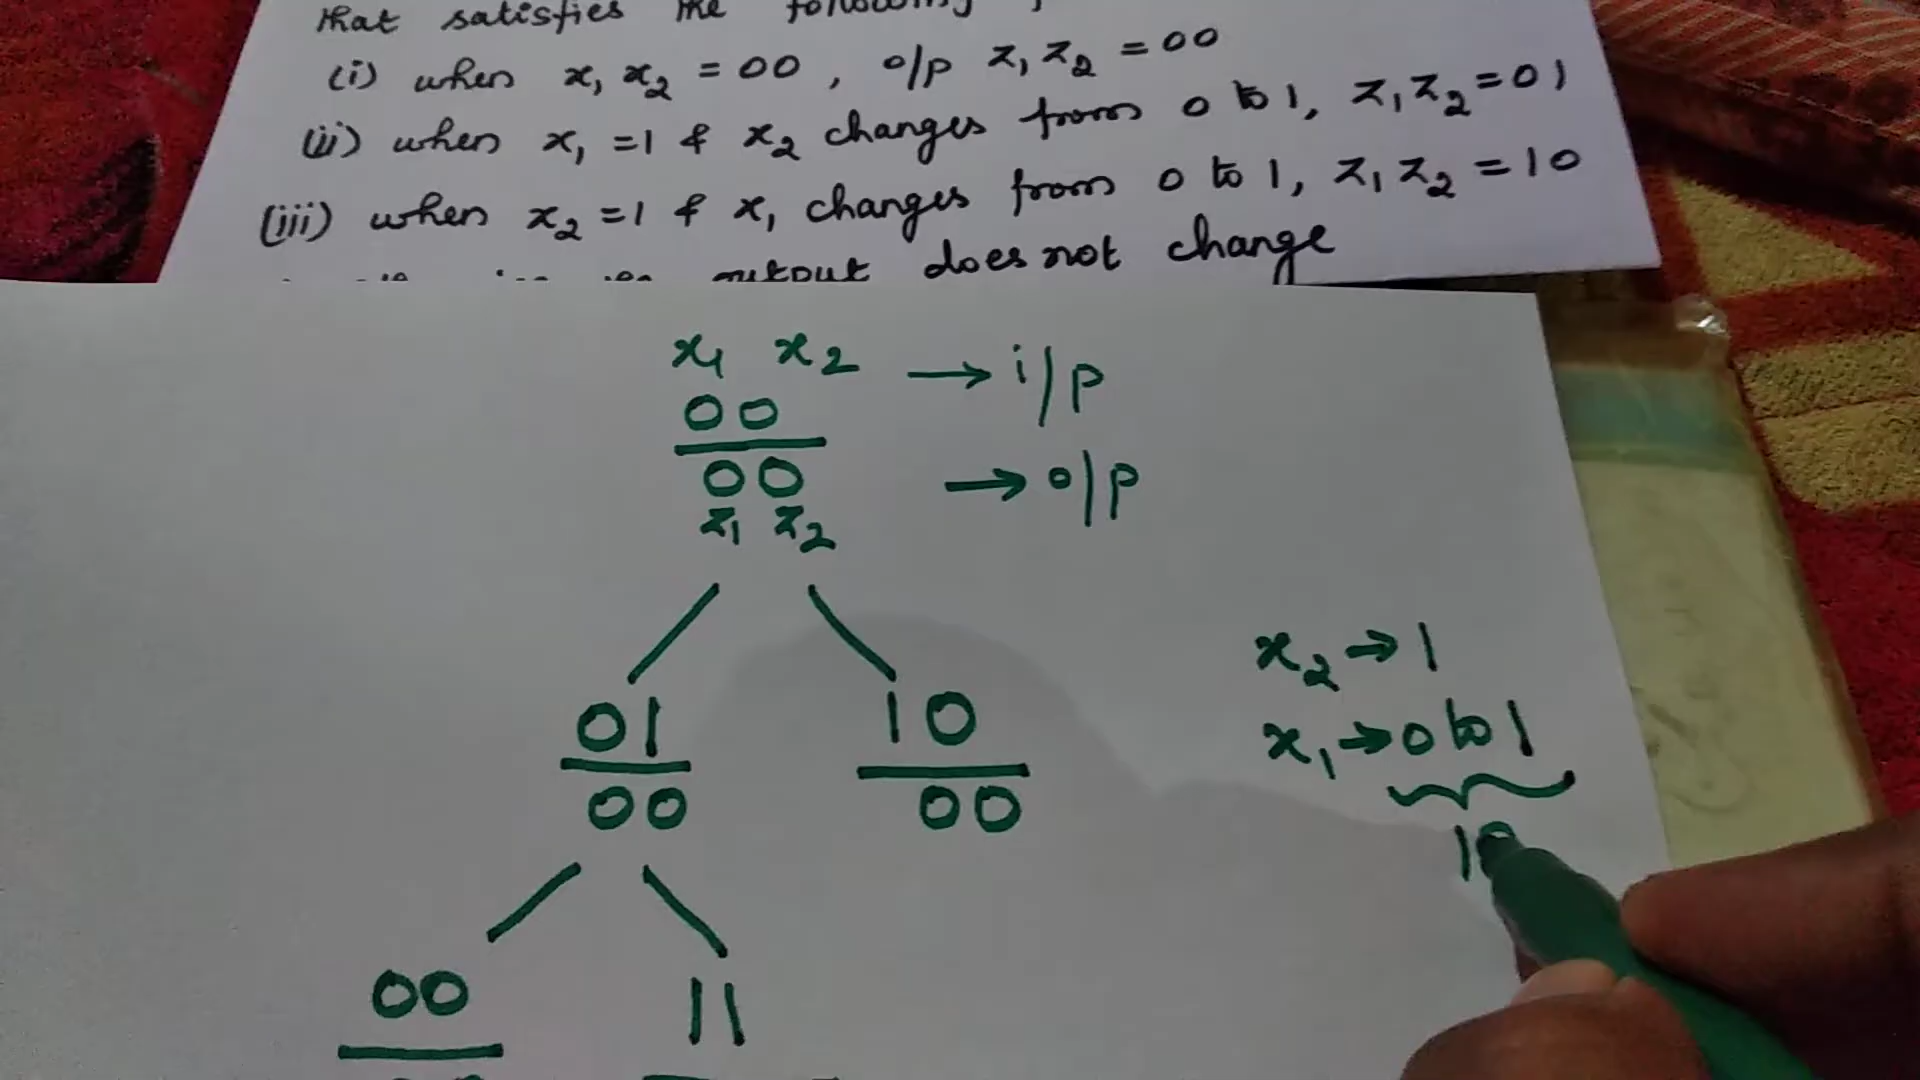 that satisfies the following
(i) when x1 x2 = 00, o/p z1 z2 = 00
(ii) when x1 = 1 & x2 changes from 0 to 1, z1 z2 = 01
(iii) when x2 = 1 & x1 changes from 0 to 1, z1 z2 = 10
output does not change
x1 x2 → i/p
00
00 → o/p
z1 z2
01 10
00 00
x2 → 1
x1 → 0 to 1
10
00 11